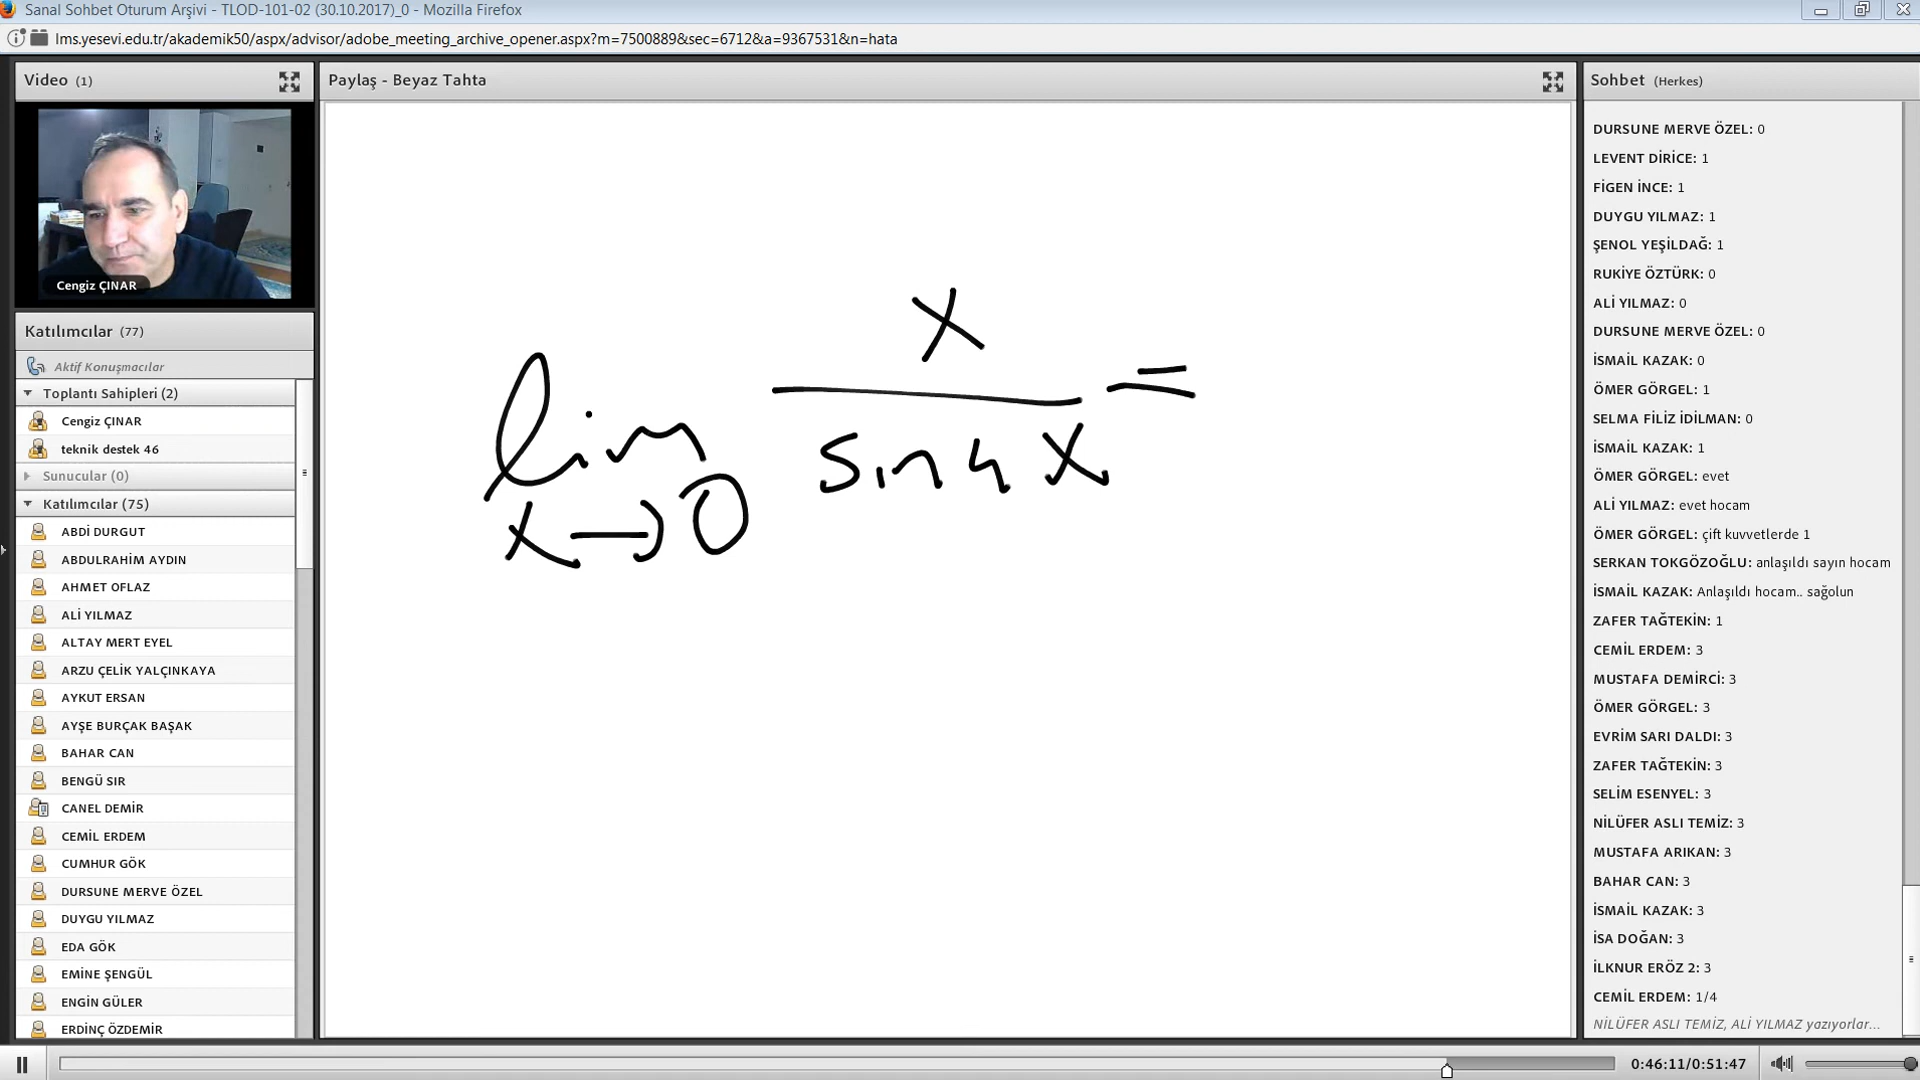 Sanal Sohbet Oturum Arşivi - TLOD-101-02 (30.10.2017)_0 - Mozilla Firefox
lms.yesevi.edu.tr/akademik50/aspx/advisor/adobe_meeting_archive_opener.aspx?m=7500889&sec=6712&a=9367531&n=hata
Video (1)
Cengiz ÇINAR
Katılımcılar (77)
Aktif Konuşmacılar
Toplantı Sahipleri (2)
Cengiz ÇINAR
teknik destek 46
Sunucular (0)
Katılımcılar (75)
ABDİ DURGUT
ABDULRAHİM AYDIN
AHMET OFLAZ
ALİ YILMAZ
ALTAY MERT EYEL
ARZU ÇELİK YALÇINKAYA
AYKUT ERSAN
AYŞE BURÇAK BAŞAK
BAHAR CAN
BENGÜ SIR
CANEL DEMİR
CEMİL ERDEM
CUMHUR GÖK
DURSUNE MERVE ÖZEL
DUYGU YILMAZ
EDA GÖK
EMİNE ŞENGÜL
ENGİN GÜLER
ERDİNÇ ÖZDEMİR
Paylaş - Beyaz Tahta
x
lim =
sin 4 x
x → 0
Sohbet (Herkes)
DURSUNE MERVE ÖZEL: 0
LEVENT DİRİCE: 1
FİGEN İNCE: 1
DUYGU YILMAZ: 1
ŞENOL YEŞİLDAĞ: 1
RUKİYE ÖZTÜRK: 0
ALİ YILMAZ: 0
DURSUNE MERVE ÖZEL: 0
İSMAİL KAZAK: 0
ÖMER GÖRGEL: 1
SELMA FİLİZ İDİLMAN: 0
İSMAİL KAZAK: 1
ÖMER GÖRGEL: evet
ALİ YILMAZ: evet hocam
ÖMER GÖRGEL: çift kuvvetlerde 1
SERKAN TOKGÖZOĞLU: anlaşıldı sayın hocam
İSMAİL KAZAK: Anlaşıldı hocam.. sağolun
ZAFER TAĞTEKİN: 1
CEMİL ERDEM: 3
MUSTAFA DEMİRCİ: 3
ÖMER GÖRGEL: 3
EVRİM SARI DALDI: 3
ZAFER TAĞTEKİN: 3
SELİM ESENYEL: 3
NİLÜFER ASLI TEMİZ: 3
MUSTAFA ARIKAN: 3
BAHAR CAN: 3
İSMAİL KAZAK: 3
İSA DOĞAN: 3
İLKNUR ERÖZ 2: 3
CEMİL ERDEM: 1/4
NİLÜFER ASLI TEMİZ, ALİ YILMAZ yazıyorlar...
0:46:11/0:51:47